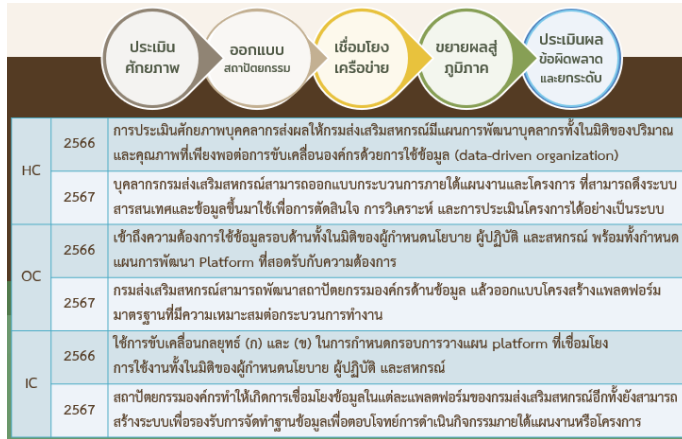 ประเมิน
ศักยภาพ
ออกแบบ
สถาปัตยกรรม
เชื่อมโยง
เครือข่าย
ขยายผลสู่
ภูมิภาค
ประเมินผล
ข้อผิดพลาด
และยกระดับ
HC
2566
การประเมินศักยภาพบุคคลากรส่งผลให้กรมส่งเสริมสหกรณ์มีแผนการพัฒนาบุคลากรทั้งในมิติของปริมาณ
และคุณภาพที่เพียงพอต่อการขับเคลื่อนองค์กรด้วยการใช้ข้อมูล (data-driven organization)
2567
บุคลากรกรมส่งเสริมสหกรณ์สามารถออกแบบกระบวนการภายใต้แผนงานและโครงการ ที่สามารถดึงระบบ
สารสนเทศและข้อมูลขึ้นมาใช้เพื่อการตัดสินใจ การวิเคราะห์ และการประเมินโครงการได้อย่างเป็นระบบ
OC
2566
เข้าถึงความต้องการใช้ข้อมูลรอบด้านทั้งในมิติของผู้กำหนดนโยบาย ผู้ปฏิบัติ และสหกรณ์ พร้อมทั้งกำหนด
แผนการพัฒนา Platform ที่สอดรับกับความต้องการ
2567
กรมส่งเสริมสหกรณ์สามารถพัฒนาสถาปัตยกรรมองค์กรด้านข้อมูล แล้วออกแบบโครงสร้างแพลตฟอร์ม
มาตรฐานที่มีความเหมาะสมต่อกระบวนการทำงาน
IC
2566
ใช้การขับเคลื่อนกลยุทธ์ (ก) และ (ข) ในการกำหนดกรอบการวางแผน platform ที่เชื่อมโยง
การใช้งานทั้งในมิติของผู้กำหนดนโยบาย ผู้ปฏิบัติ และสหกรณ์
2567
สถาปัตยกรรมองค์กรทำให้เกิดการเชื่อมโยงข้อมูลในแต่ละแพลตฟอร์มของกรมส่งเสริมสหกรณ์อีกทั้งยังสามารถ
สร้างระบบเพื่อรองรับการจัดทำฐานข้อมูลเพื่อตอบโจทย์การดำเนินกิจกรรมภายใต้แผนงานหรือโครงการ